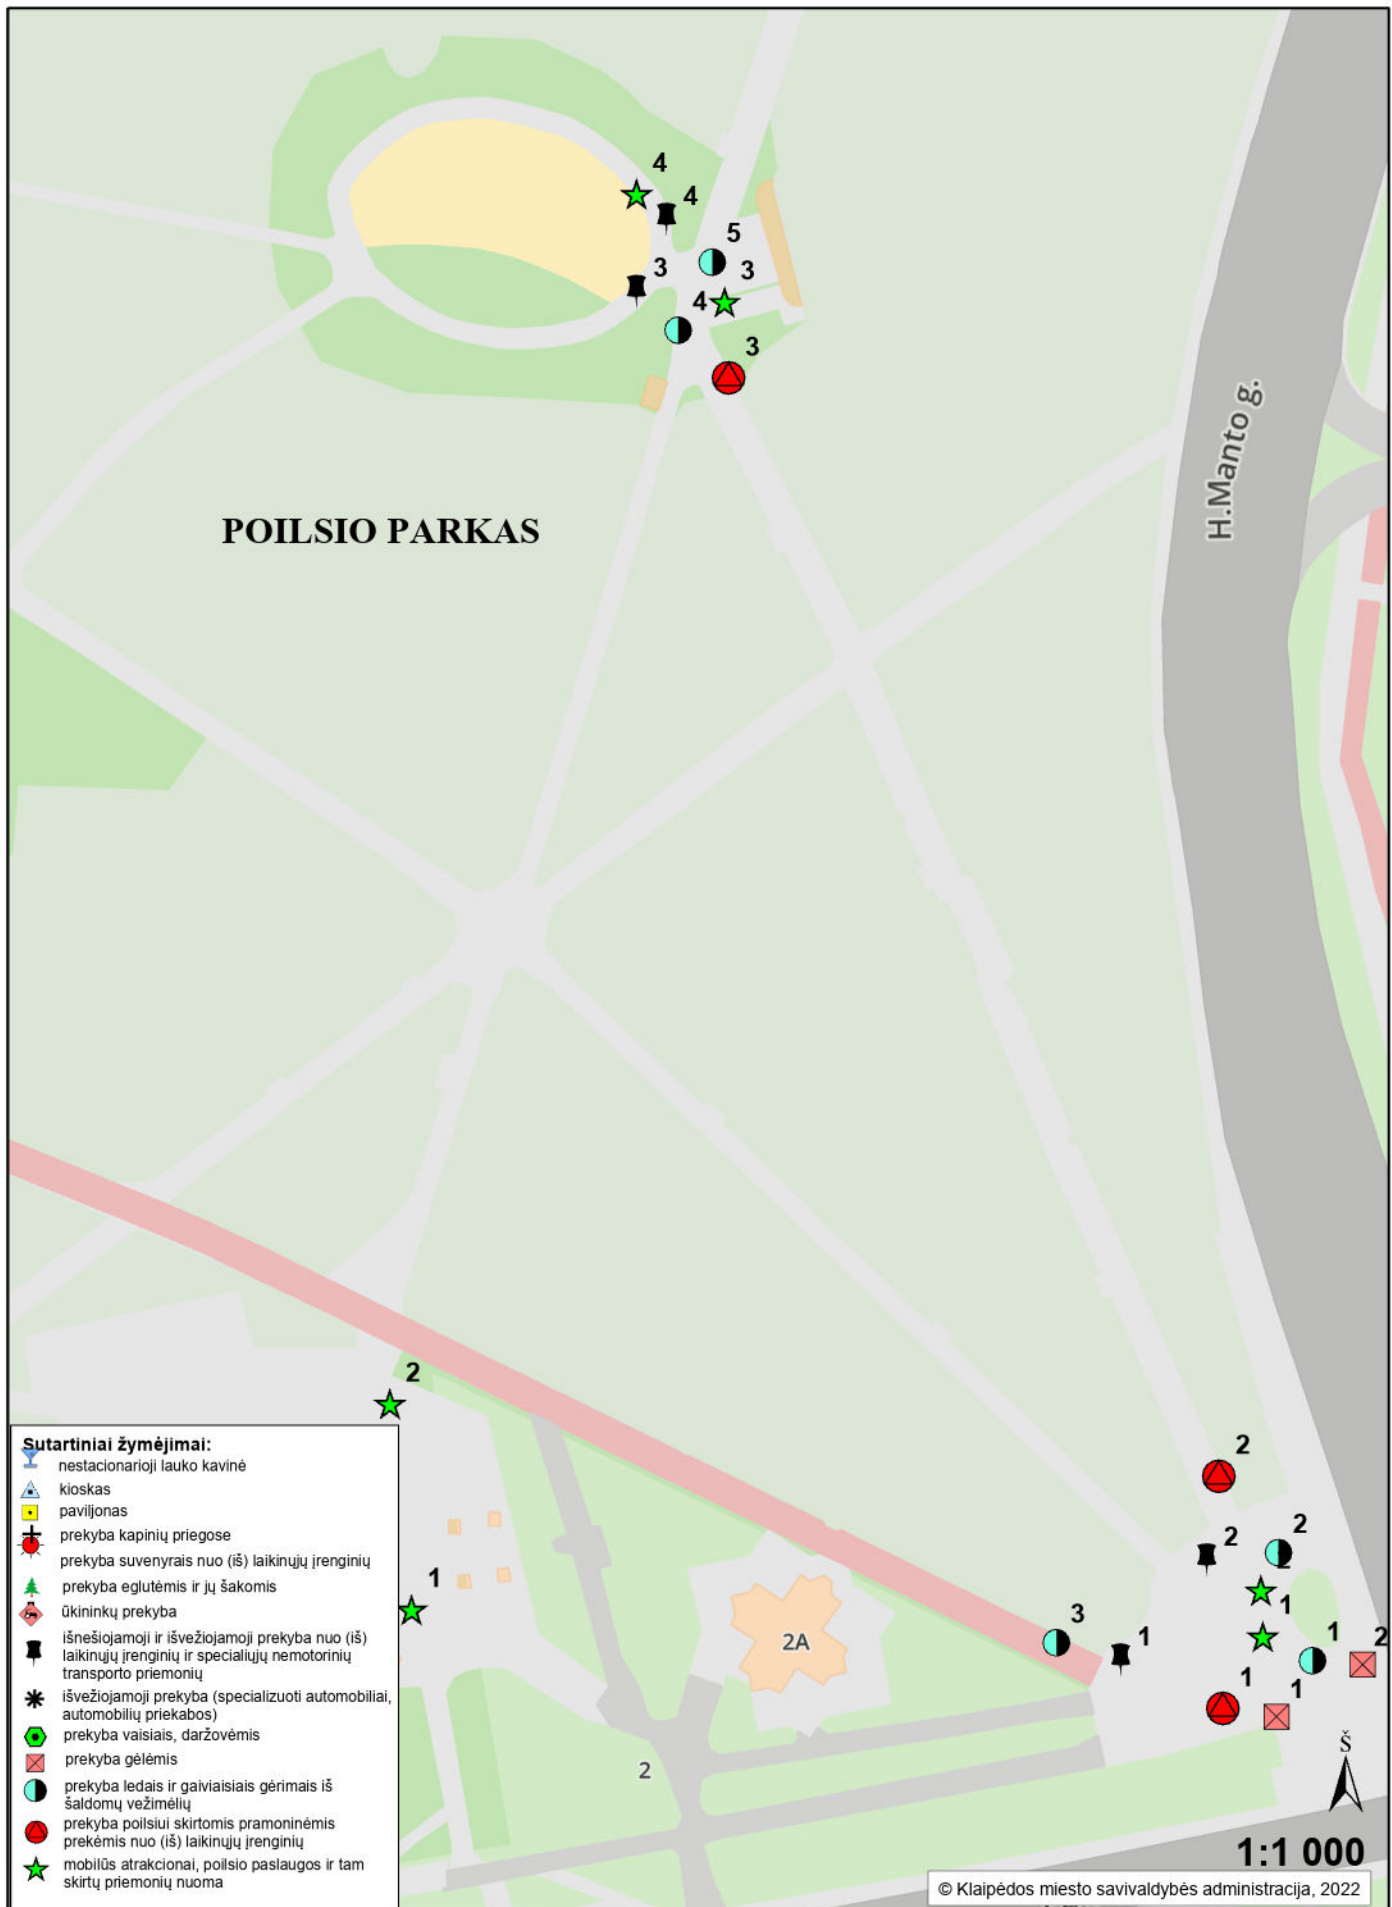 4
4
5
3
3
4
3
H.Manto g.
POILSIO PARKAS
2
2
2
2
2
1
1
3
1
1
2
2A
1
1
2
Š
1:1 000
© Klaipėdos miesto savivaldybės administracija, 2022
Sutartiniai žymėjimai:
nestacionarioji lauko kavinė
kioskas
paviljonas
prekyba kapinių priegose
prekyba suvenyrais nuo (iš) laikinųjų įrenginių
prekyba eglutėmis ir jų šakomis
ūkininkų prekyba
išnešiojamoji ir išvežiojamoji prekyba nuo (iš)
laikinųjų įrenginių ir specialiųjų nemotorinių
transporto priemonių
išvežiojamoji prekyba (specializuoti automobiliai,
automobilių priekabos)
prekyba vaisiais, daržovėmis
prekyba gėlėmis
prekyba ledais ir gaiviaisiais gėrimais iš
šaldomų vežimėlių
prekyba poilsiui skirtomis pramoninėmis
prekėmis nuo (iš) laikinųjų įrenginių
mobilūs atrakcionai, poilsio paslaugos ir tam
skirtų priemonių nuoma